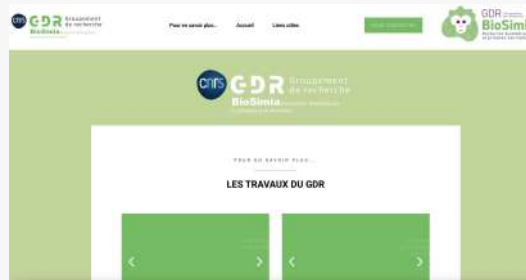 CNRS GDR Groupement de recherche
BioSimia
Pour en savoir plus...
Accueil
Liens utiles
GDR
BioSimi
cnrs GDR Groupement de recherche
BioSimia
POUR EN SAVOIR PLUS...
LES TRAVAUX DU GDR